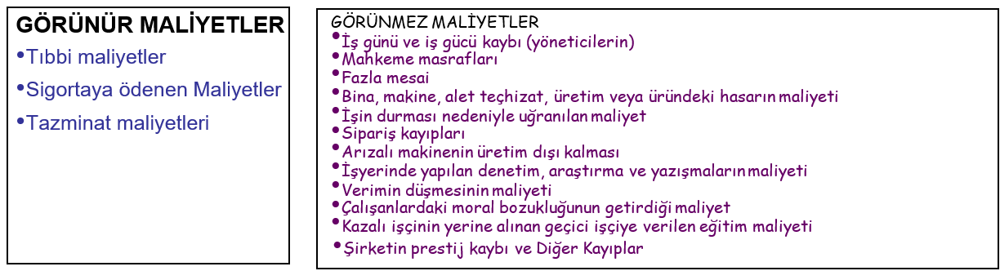 GÖRÜNÜR MALİYETLER
•Tıbbi maliyetler
•Sigortaya ödenen Maliyetler
•Tazminat maliyetleri
GÖRÜNMEZ MALİYETLER
•İş günü ve iş gücü kaybı (yöneticilerin)
•Mahkeme masrafları
•Fazla mesai
•Bina, makine, alet teçhizat, üretim veya üründeki hasarın maliyeti
•İşin durması nedeniyle uğranılan maliyet
•Sipariş kayıpları
•Arızalı makinenin üretim dışı kalması
•İşyerinde yapılan denetim, araştırma ve yazışmaların maliyeti
•Verimin düşmesinin maliyeti
•Çalışanlardaki moral bozukluğunun getirdiği maliyet
•Kazalı işçinin yerine alınan geçici işçiye verilen eğitim maliyeti
•Şirketin prestij kaybı ve Diğer Kayıplar